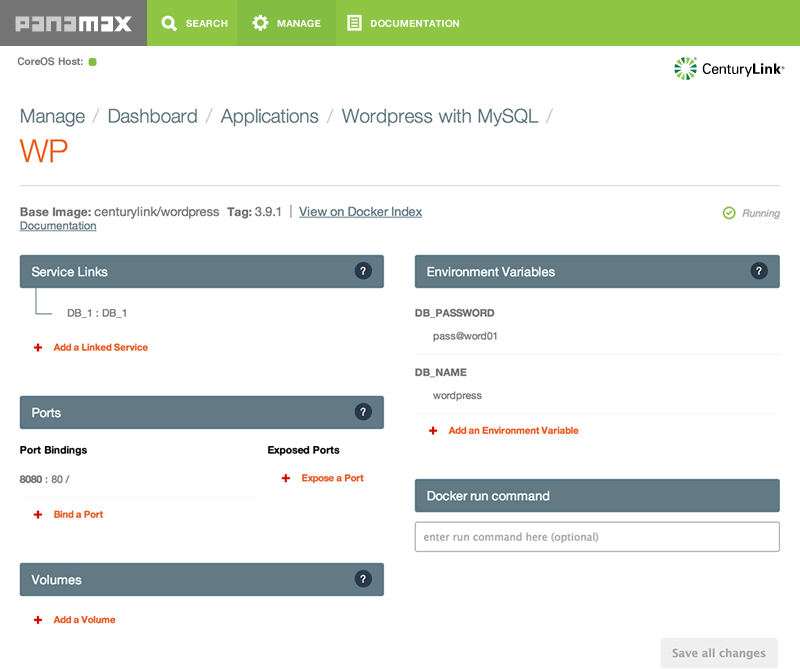 panamax SEARCH MANAGE DOCUMENTATION
CoreOS Host:
CenturyLink®
Manage / Dashboard / Applications / Wordpress with MySQL /
WP
Base Image: centurylink/wordpress Tag: 3.9.1 | View on Docker Index
Documentation
Running
Service Links ?
DB_1 : DB_1
+ Add a Linked Service
Ports ?
Port Bindings
8080 : 80 /
+ Bind a Port
Exposed Ports
+ Expose a Port
Volumes ?
+ Add a Volume
Environment Variables ?
DB_PASSWORD
pass@word01
DB_NAME
wordpress
+ Add an Environment Variable
Docker run command
enter run command here (optional)
Save all changes